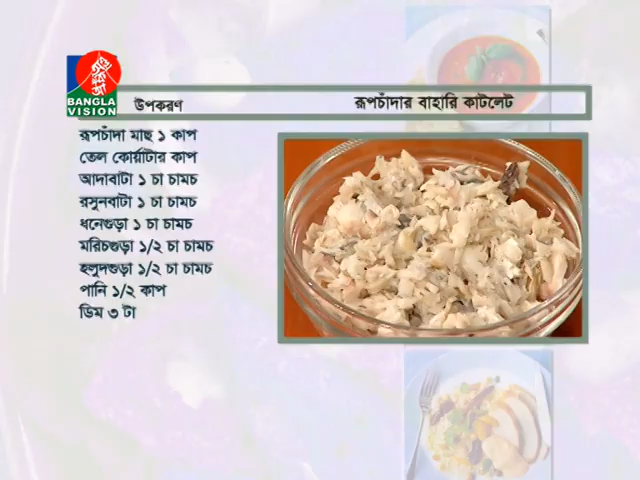 BANGLA
VISION
উপকরণ
রূপচাঁদার বাহারি কাটলেট
রূপচাঁদা মাছ ১ কাপ
তেল কোর্য়াটার কাপ
আদাবাটা ১ চা চামচ
রসুনবাটা ১ চা চামচ
ধনেগুড়া ১ চা চামচ
মরিচগুড়া ১/২ চা চামচ
হলুদগুড়া ১/২ চা চামচ
পানি ১/২ কাপ
ডিম ৩ টা